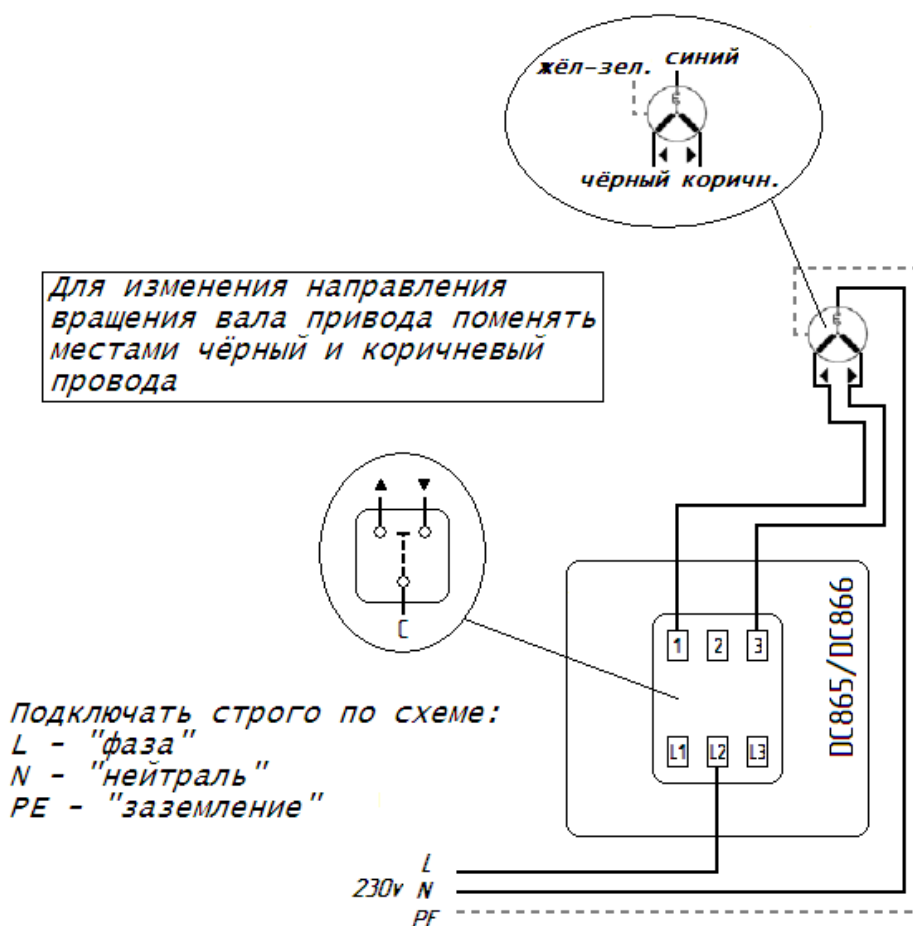 жёл-зел. синий
чёрный коричн.
Для изменения направления
вращения вала привода поменять
местами чёрный и коричневый
провода
C
1 2 3
L1 L2 L3
DC865/DC866
Подключать строго по схеме:
L - "фаза"
N - "нейтраль"
PE - "заземление"
L
230v N
PE